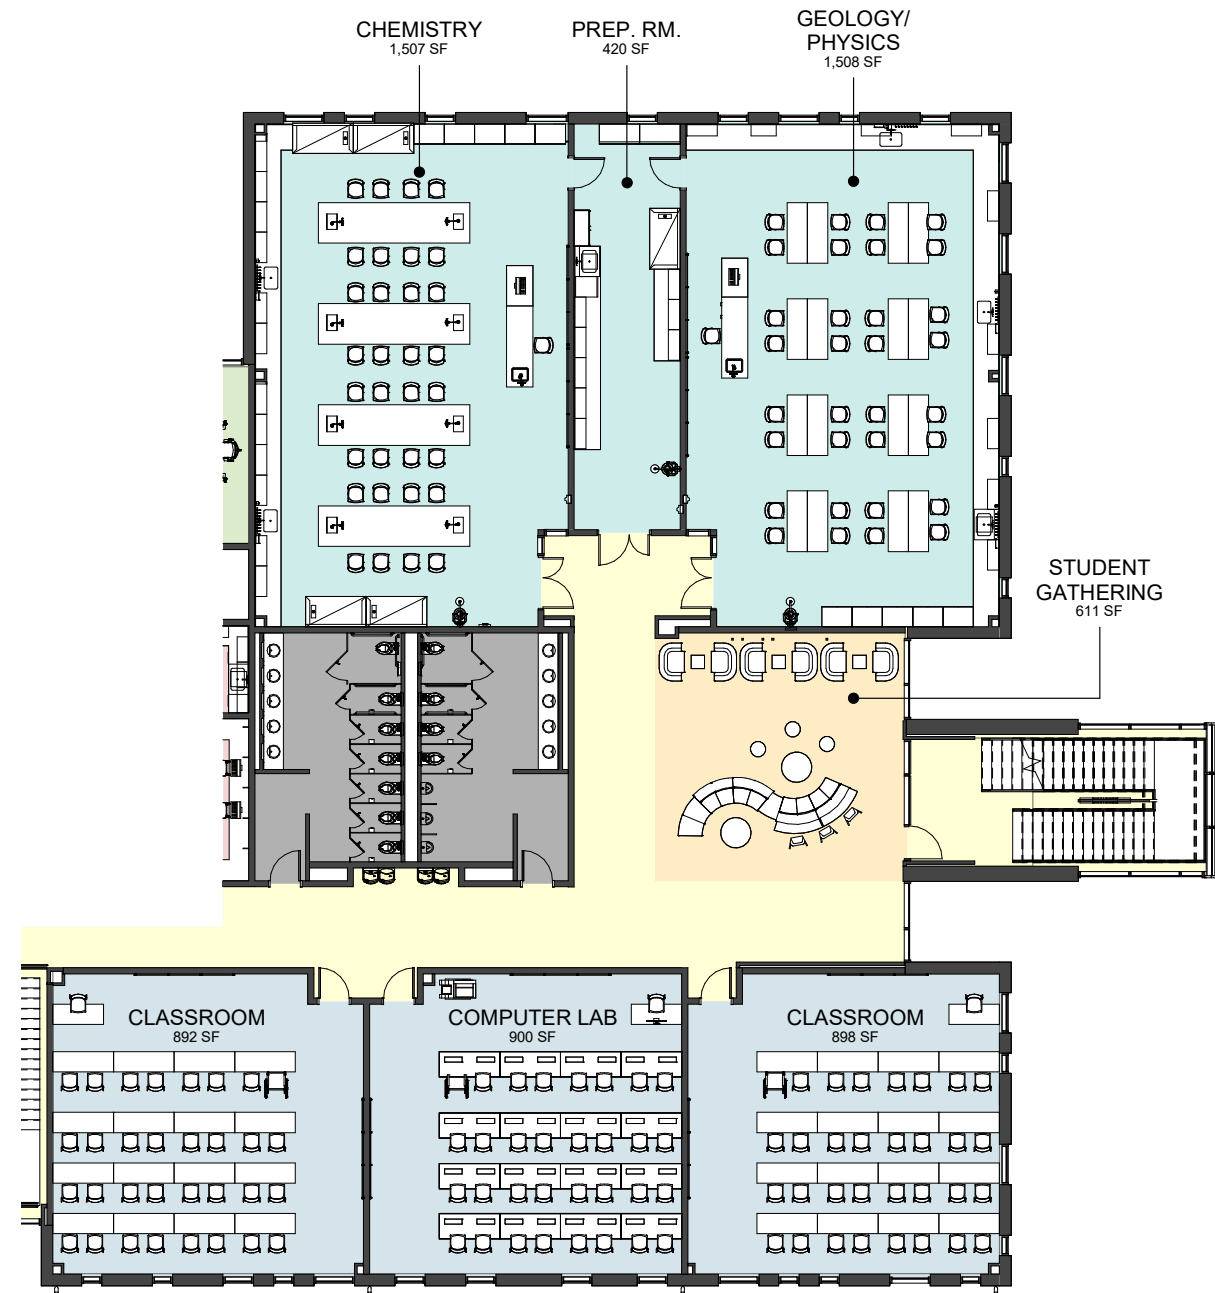 CHEMISTRY
1,507 SF
PREP. RM.
420 SF
GEOLOGY/
PHYSICS
1,508 SF
STUDENT
GATHERING
611 SF
CLASSROOM
892 SF
COMPUTER LAB
900 SF
CLASSROOM
898 SF